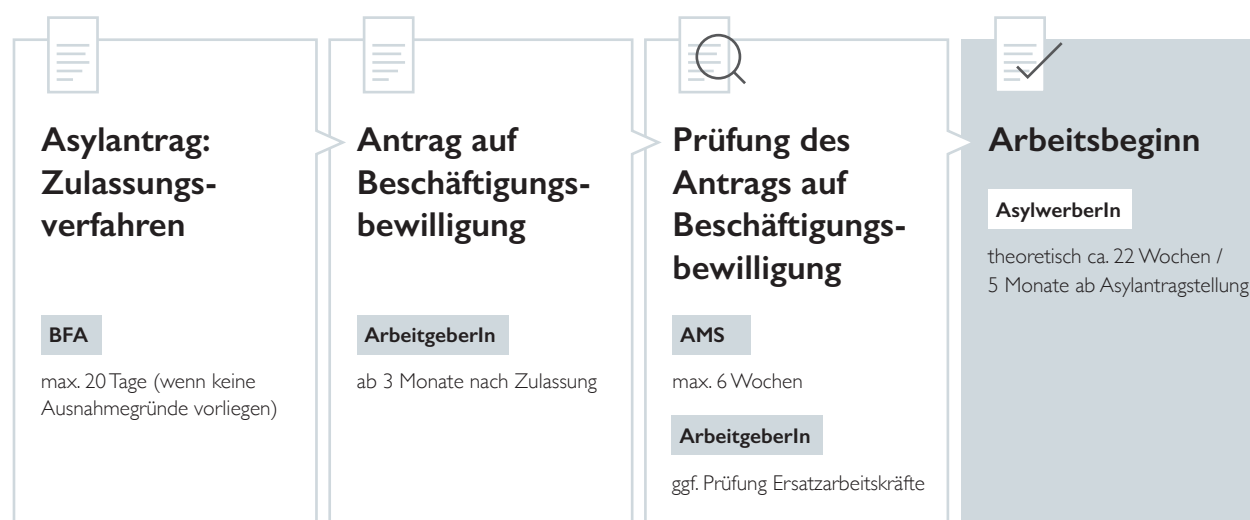 Asylantrag:
Zulassungs-
verfahren
BFA
max. 20 Tage (wenn keine
Ausnahmegründe vorliegen)
Antrag auf
Beschäftigungs-
bewilligung
ArbeitgeberIn
ab 3 Monate nach Zulassung
Prüfung des
Antrags auf
Beschäftigungs-
bewilligung
AMS
max. 6 Wochen
ArbeitgeberIn
ggf. Prüfung Ersatzarbeitskräfte
Arbeitsbeginn
AsylwerberIn
theoretisch ca. 22 Wochen /
5 Monate ab Asylantragstellung